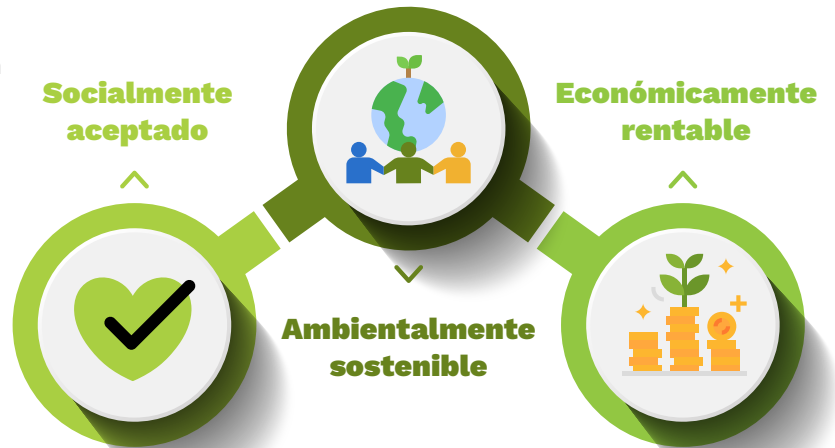 Socialmente
aceptado
Ambientalmente
sostenible
Económicamente
rentable